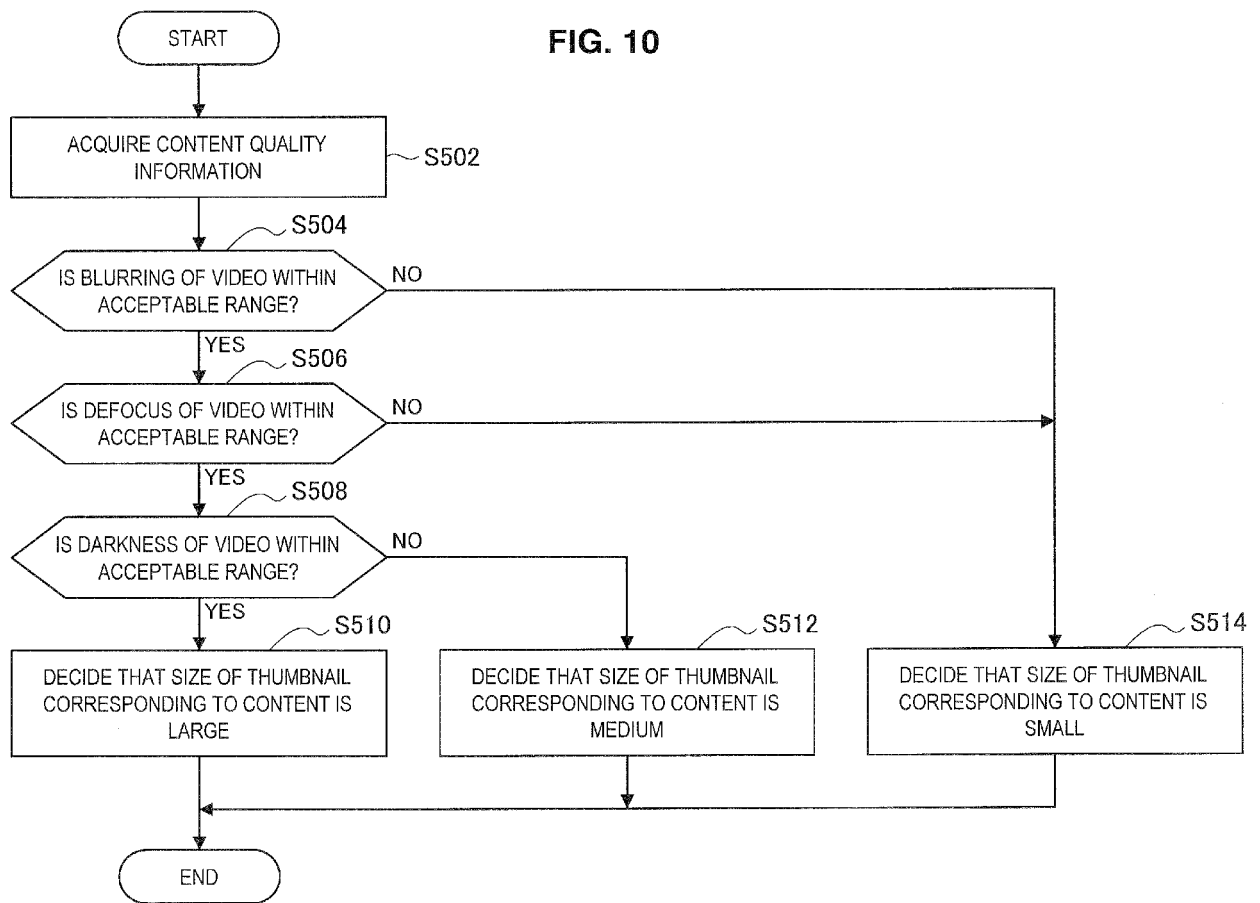 START
FIG. 10
ACQUIRE CONTENT QUALITY
INFORMATION
S502
S504
IS BLURRING OF VIDEO WITHIN
ACCEPTABLE RANGE?
NO
YES
S506
IS DEFOCUS OF VIDEO WITHIN
ACCEPTABLE RANGE?
NO
YES
S508
IS DARKNESS OF VIDEO WITHIN
ACCEPTABLE RANGE?
NO
YES
S510
DECIDE THAT SIZE OF THUMBNAIL
CORRESPONDING TO CONTENT IS
LARGE
S512
DECIDE THAT SIZE OF THUMBNAIL
CORRESPONDING TO CONTENT IS
MEDIUM
S514
DECIDE THAT SIZE OF THUMBNAIL
CORRESPONDING TO CONTENT IS
SMALL
END